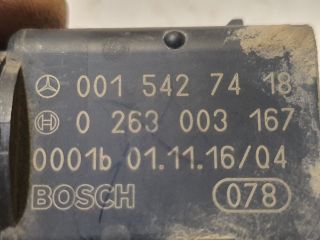 001 542 74 18
0 263 003 167
0001b 01.11.16/04
BOSCH 078